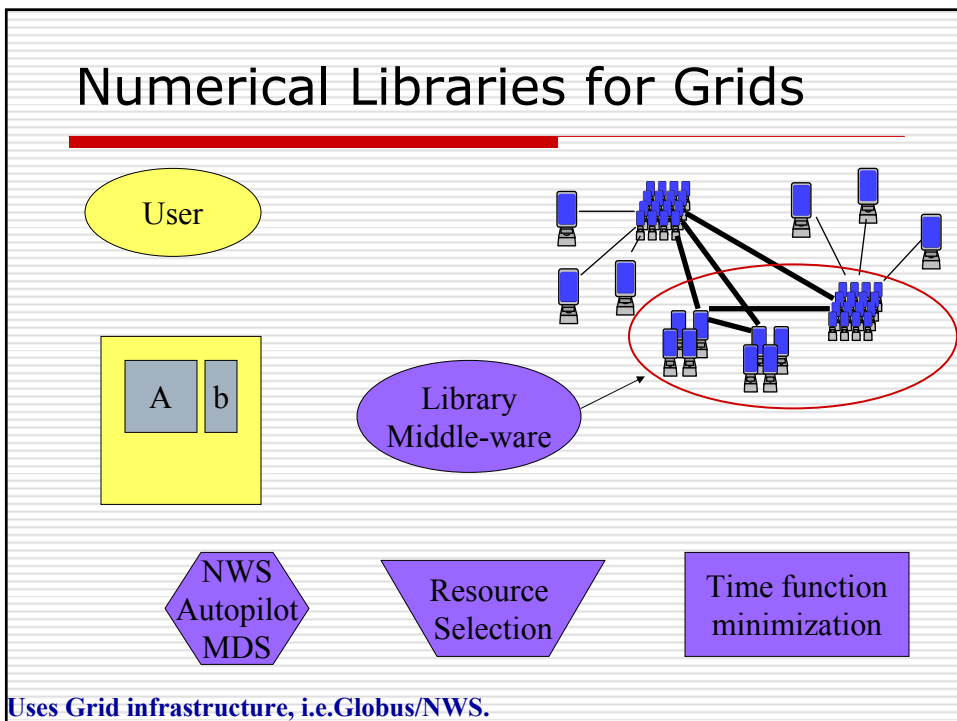 Numerical Libraries for Grids
User
A b
Library
Middle-ware
NWS
Autopilot
MDS
Resource
Selection
Time function
minimization
Uses Grid infrastructure, i.e.Globus/NWS.